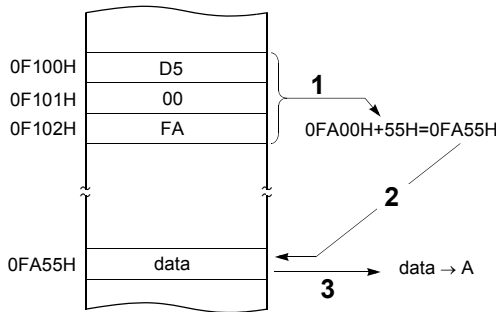 0F100H D5
0F101H 00
0F102H FA
1
0FA00H+55H=0FA55H
2
0FA55H data
3 data → A